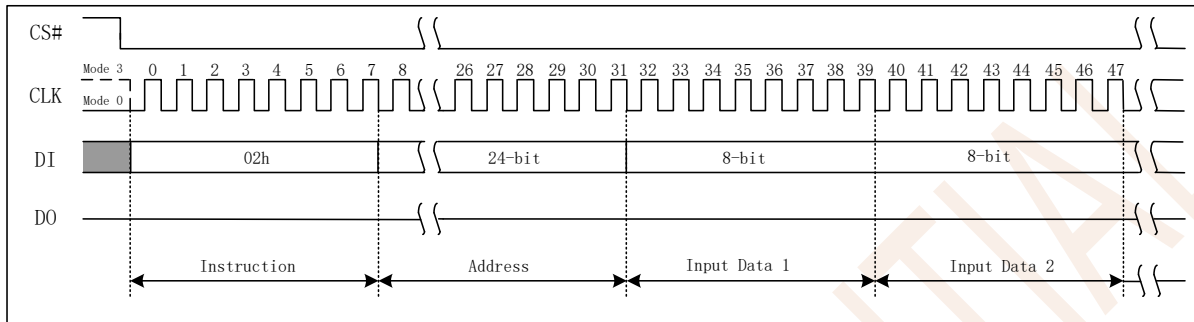 CS#
Mode 3 0 1 2 3 4 5 6 7 8 26 27 28 29 30 31 32 33 34 35 36 37 38 39 40 41 42 43 44 45 46 47
CLK
Mode 0
DI 02h 24-bit 8-bit 8-bit
DO
Instruction Address Input Data 1 Input Data 2